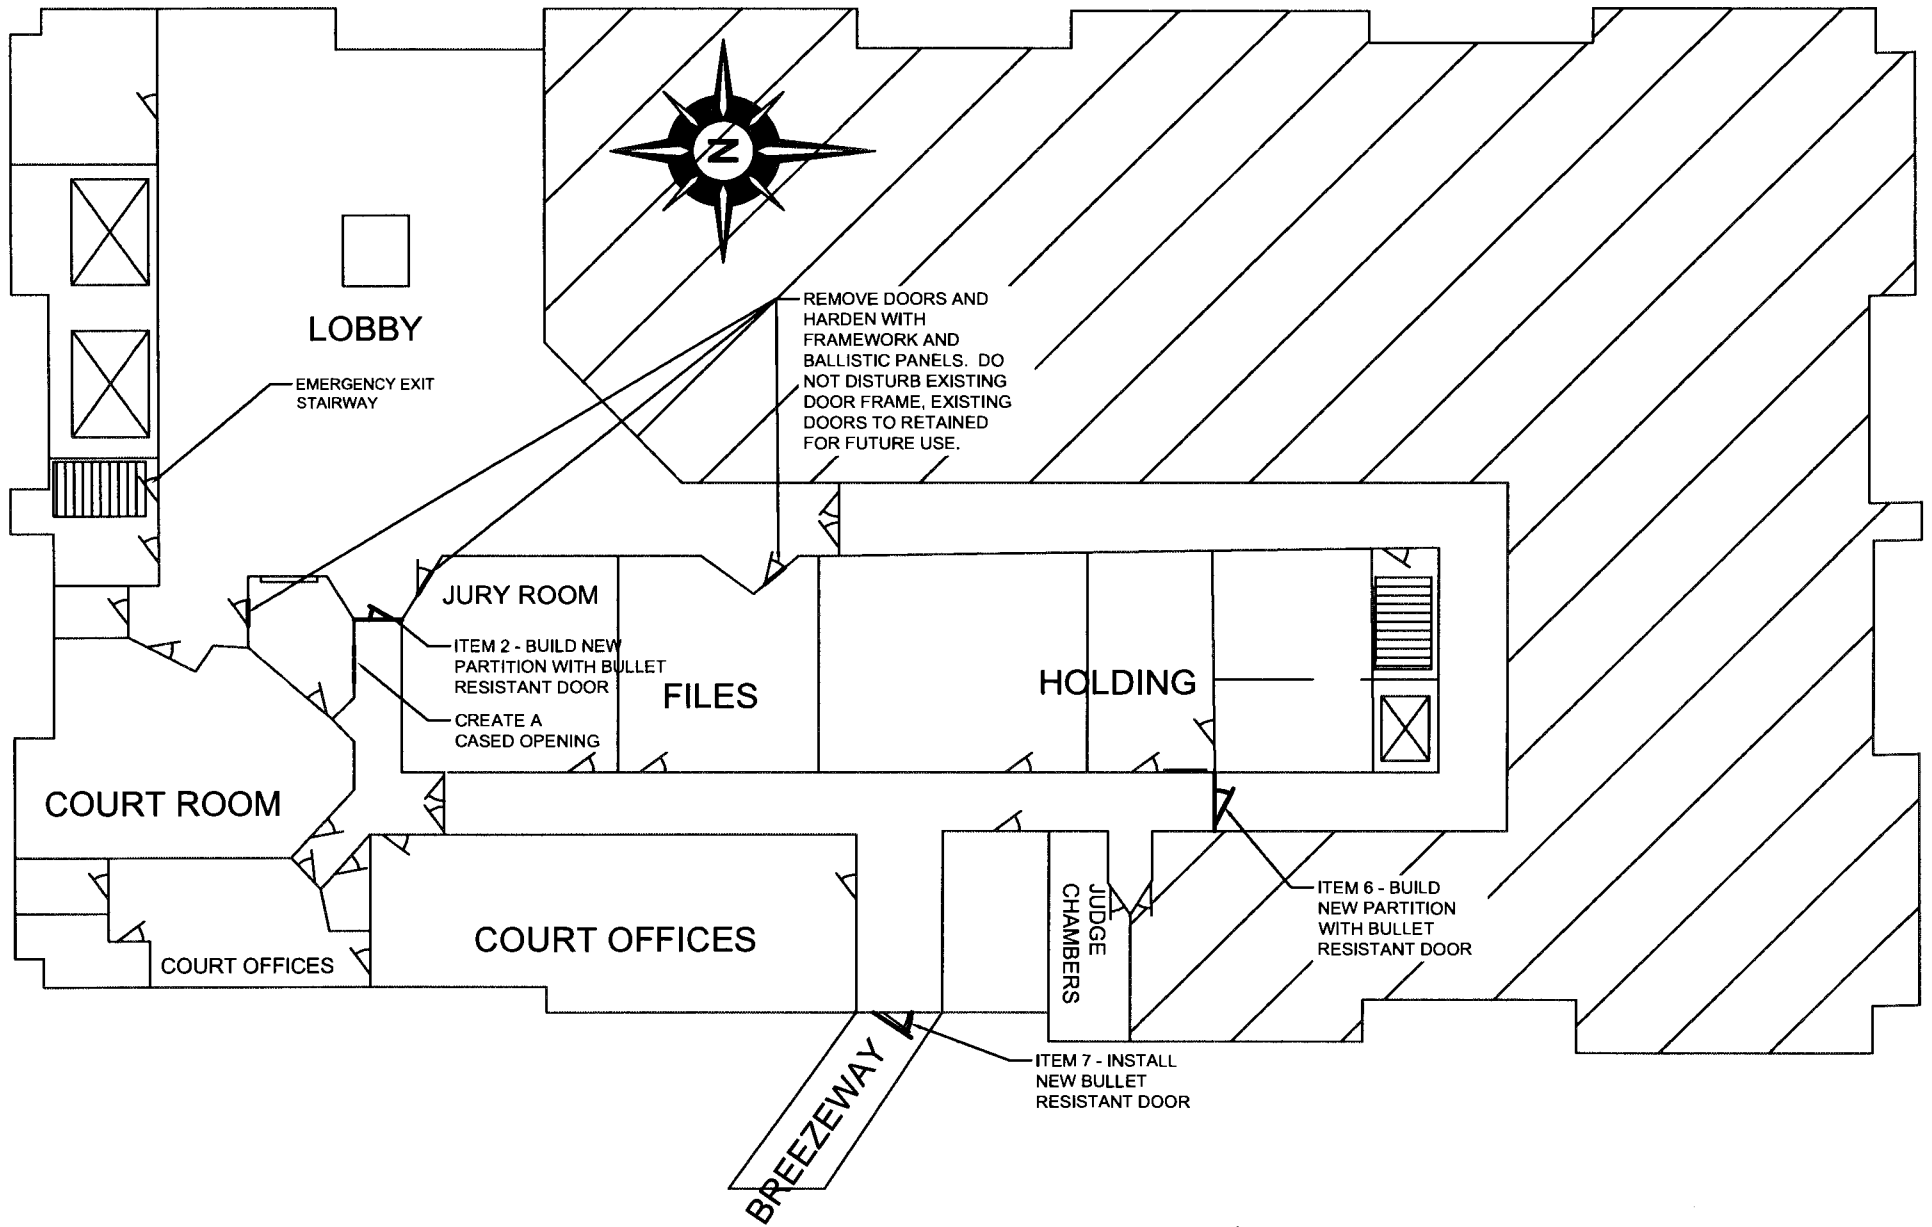 N
LOBBY
EMERGENCY EXIT
STAIRWAY
REMOVE DOORS AND
HARDEN WITH
FRAMEWORK AND
BALLISTIC PANELS. DO
NOT DISTURB EXISTING
DOOR FRAME, EXISTING
DOORS TO RETAINED
FOR FUTURE USE.
JURY ROOM
ITEM 2 - BUILD NEW
PARTITION WITH BULLET
RESISTANT DOOR
FILES
HOLDING
CREATE A
CASED OPENING
COURT ROOM
COURT OFFICES
COURT OFFICES
JUDGE
CHAMBERS
ITEM 6 - BUILD
NEW PARTITION
WITH BULLET
RESISTANT DOOR
ITEM 7 - INSTALL
NEW BULLET
RESISTANT DOOR
BREEZEWAY